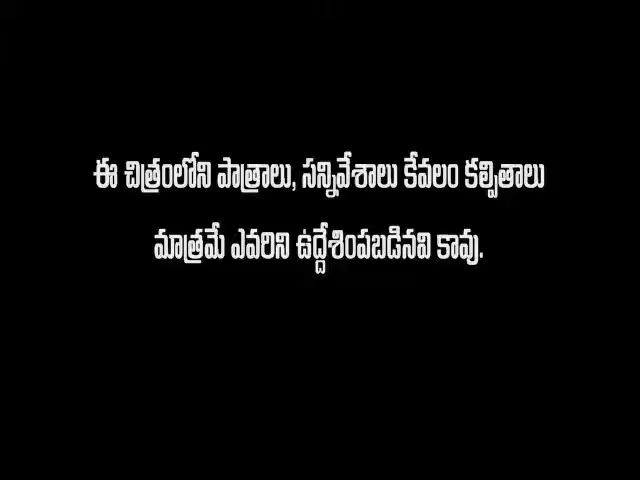 ఈ చిత్రంలోని పాత్రాలు, సన్నివేశాలు కేవలం కల్పితాలు
మాత్రమే ఎవరిని ఉద్దేశింపబడినవి కావు.